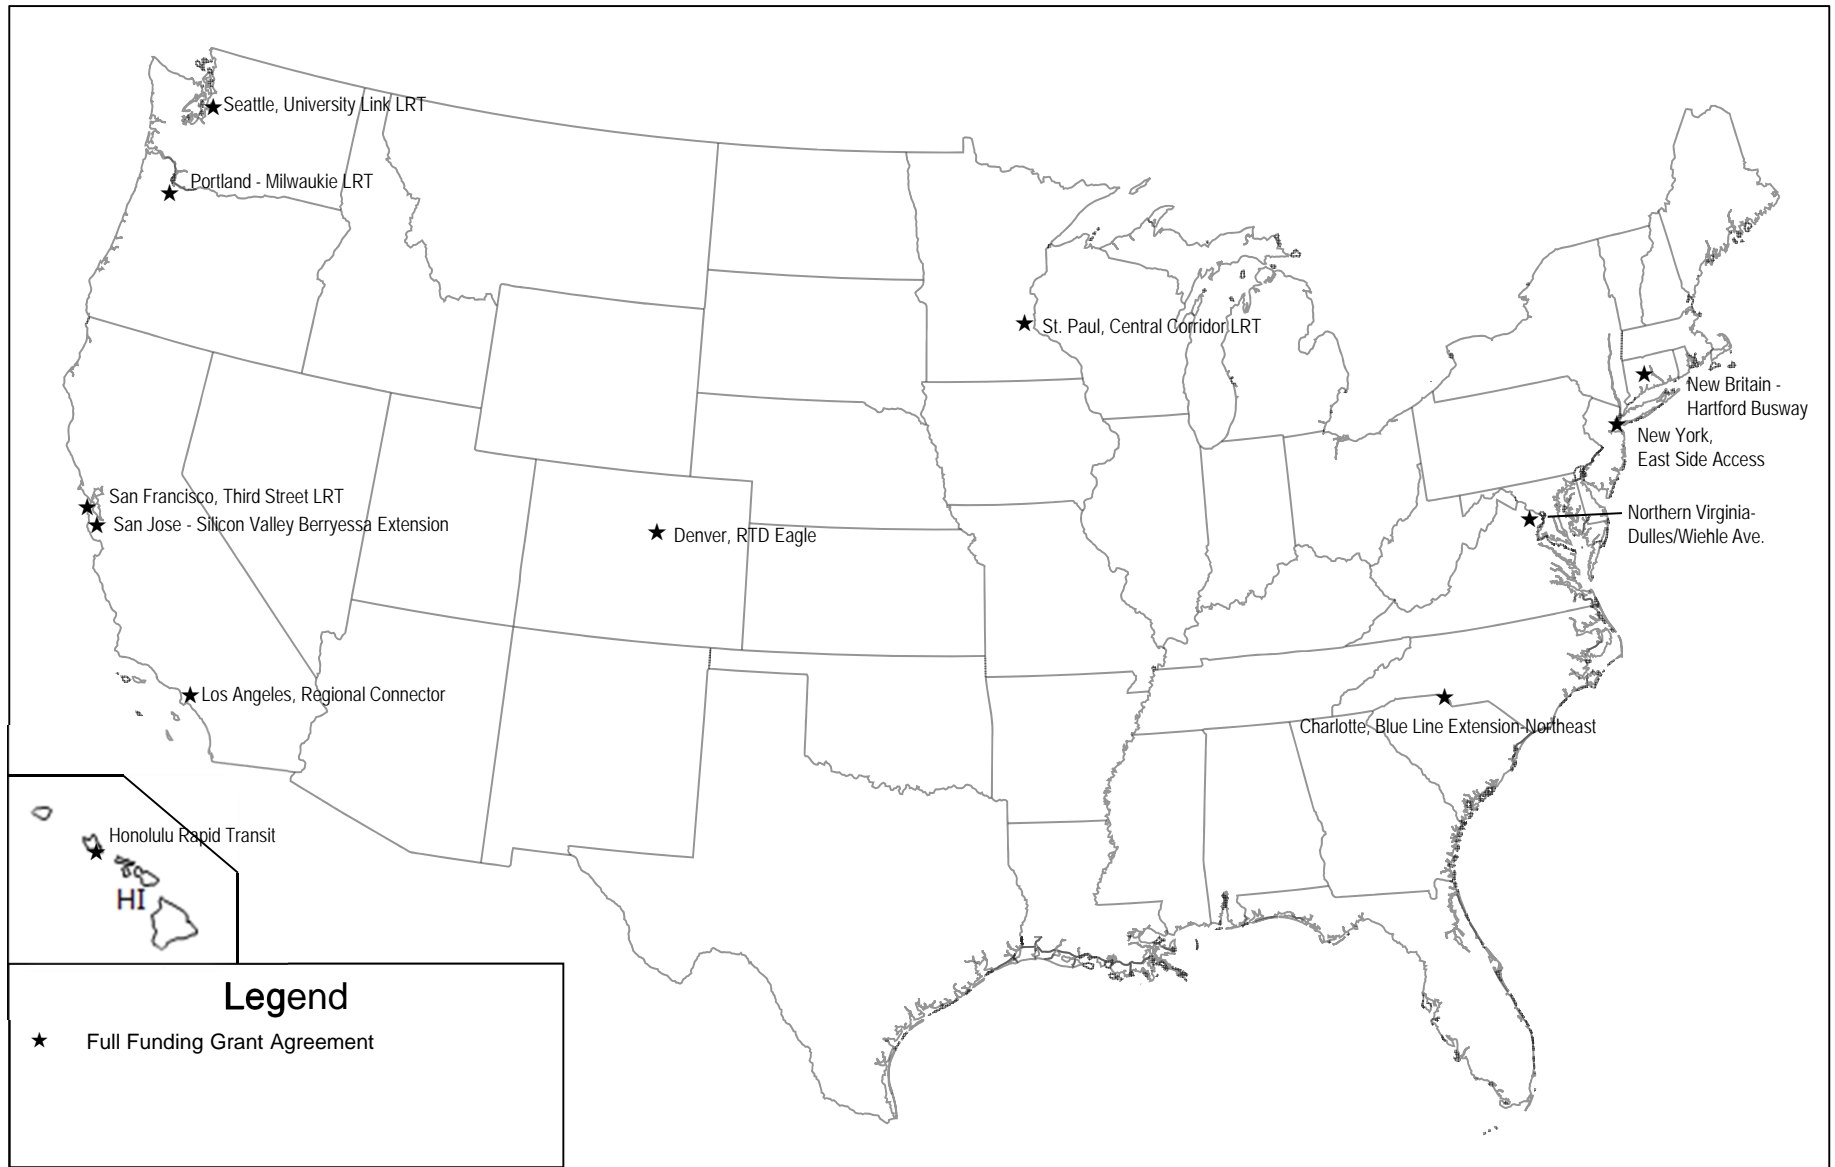 Seattle, University Link LRT
Portland - Milwaukie LRT
St. Paul, Central Corridor LRT
New Britain -
Hartford Busway
New York,
East Side Access
San Francisco, Third Street LRT
San Jose - Silicon Valley Berryessa Extension
Denver, RTD Eagle
Northern Virginia-
Dulles/Wiehle Ave.
Los Angeles, Regional Connector
Charlotte, Blue Line Extension-Northeast
Honolulu Rapid Transit
HI
Legend
Full Funding Grant Agreement